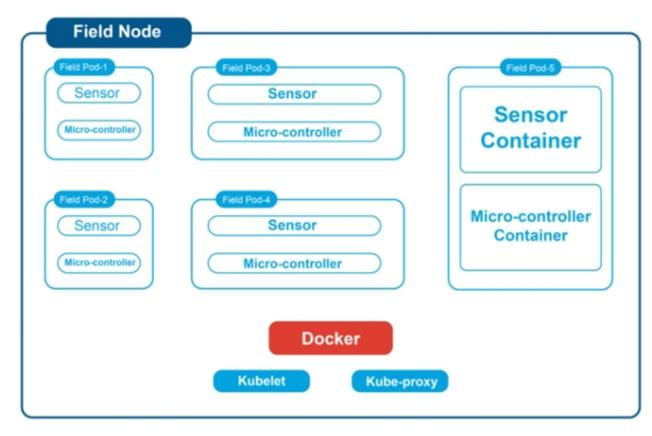 Field Node
Field Pod-1
Sensor
Micro-controller
Field Pod-3
Sensor
Micro-controller
Field Pod-5
Sensor
Container
Micro-controller
Container
Field Pod-2
Sensor
Micro-controller
Field Pod-4
Sensor
Micro-controller
Docker
Kubelet
Kube-proxy